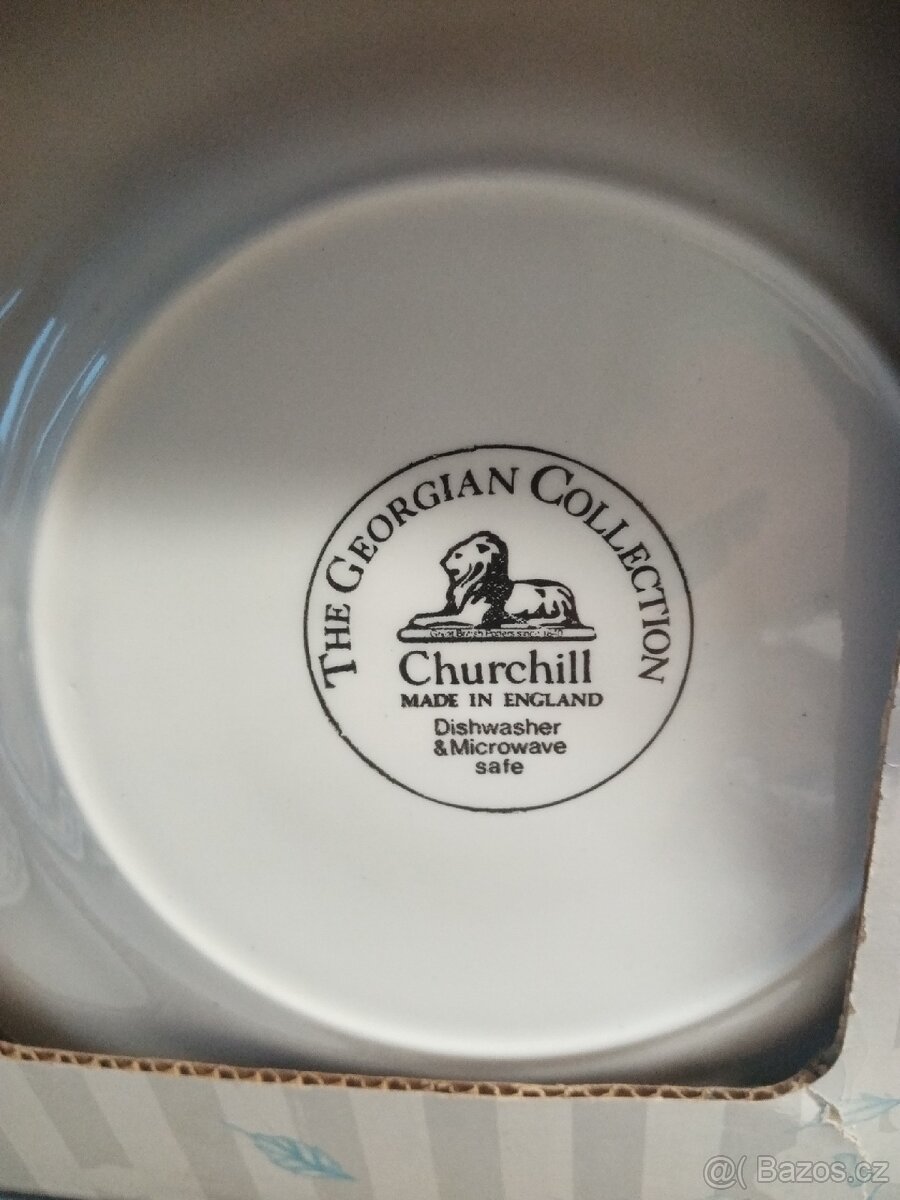 THE GEORGIAN COLLECTION
Churchill
MADE IN ENGLAND
Dishwasher
&Microwave
safe
@( Bazos.cz